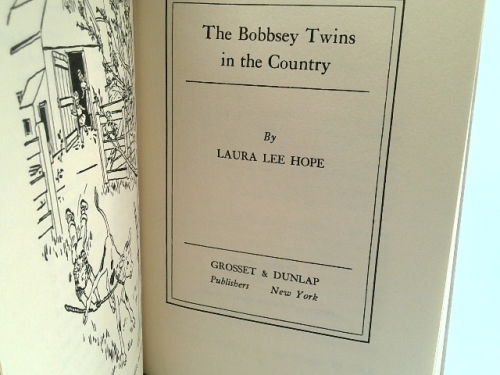 The Bobbsey Twins
in the Country
By
LAURA LEE HOPE
GROSSET & DUNLAP
Publishers New York